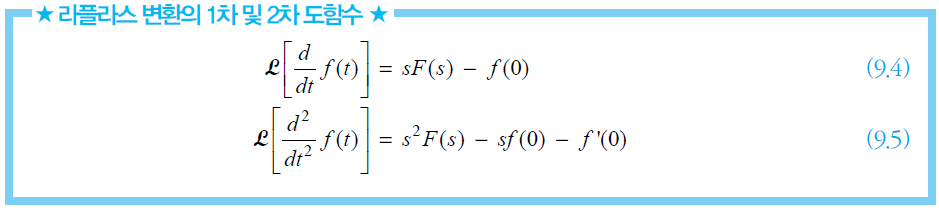 ★ 리플라스 변환의 1차 및 2차 도함수 ★
𝓛[d/dt f(t)] = sF(s) − f(0) (9.4)
𝓛[d²/dt² f(t)] = s²F(s) − sf(0) − f'(0) (9.5)